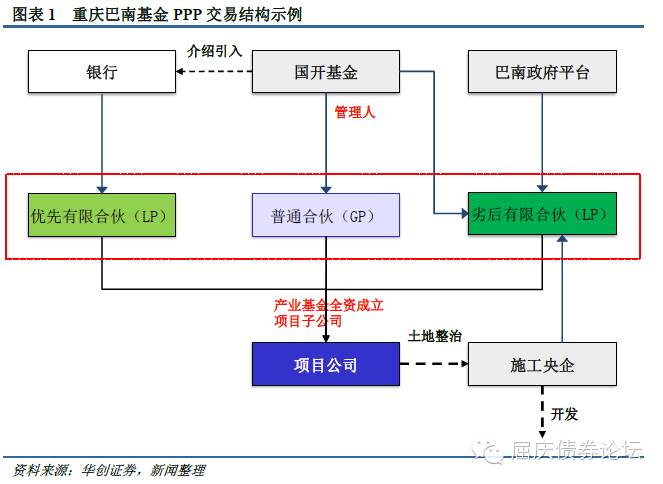 图表 1 重庆巴南基金 PPP 交易结构示例
银行
介绍引入
国开基金
巴南政府平台
管理人
优先有限合伙（LP）
普通合伙（GP）
劣后有限合伙（LP）
产业基金全资成立
项目子公司
土地整治
项目公司
施工央企
开发
屈庆债券论坛
资料来源：华创证券，新闻整理